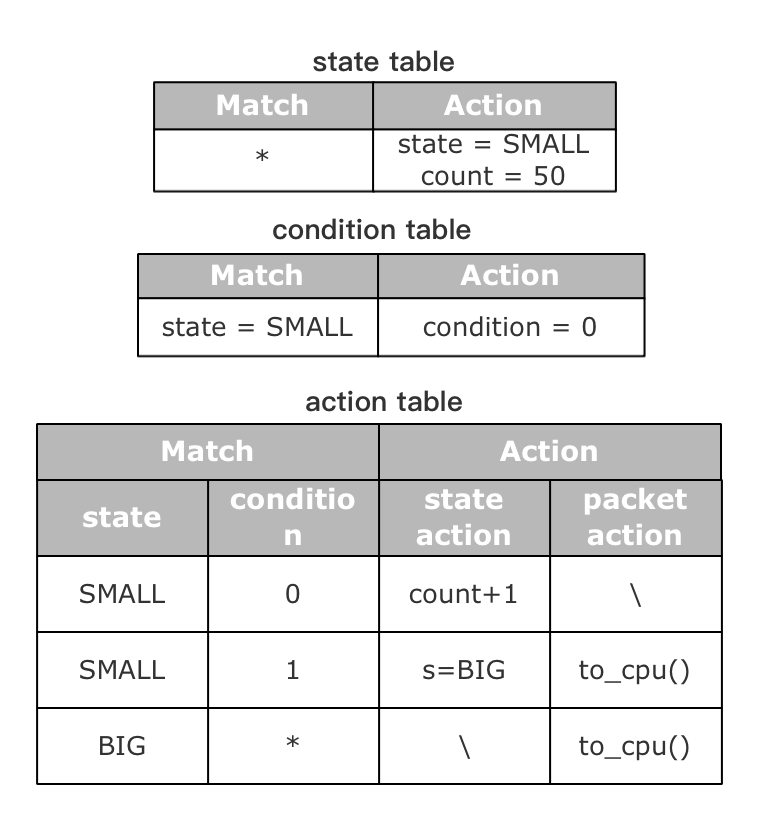 state table
Match Action
* state = SMALL
count = 50
condition table
Match Action
state = SMALL condition = 0
action table
Match Action
state conditio
n state
action packet
action
SMALL 0 count+1 \
SMALL 1 s=BIG to_cpu()
BIG * \ to_cpu()